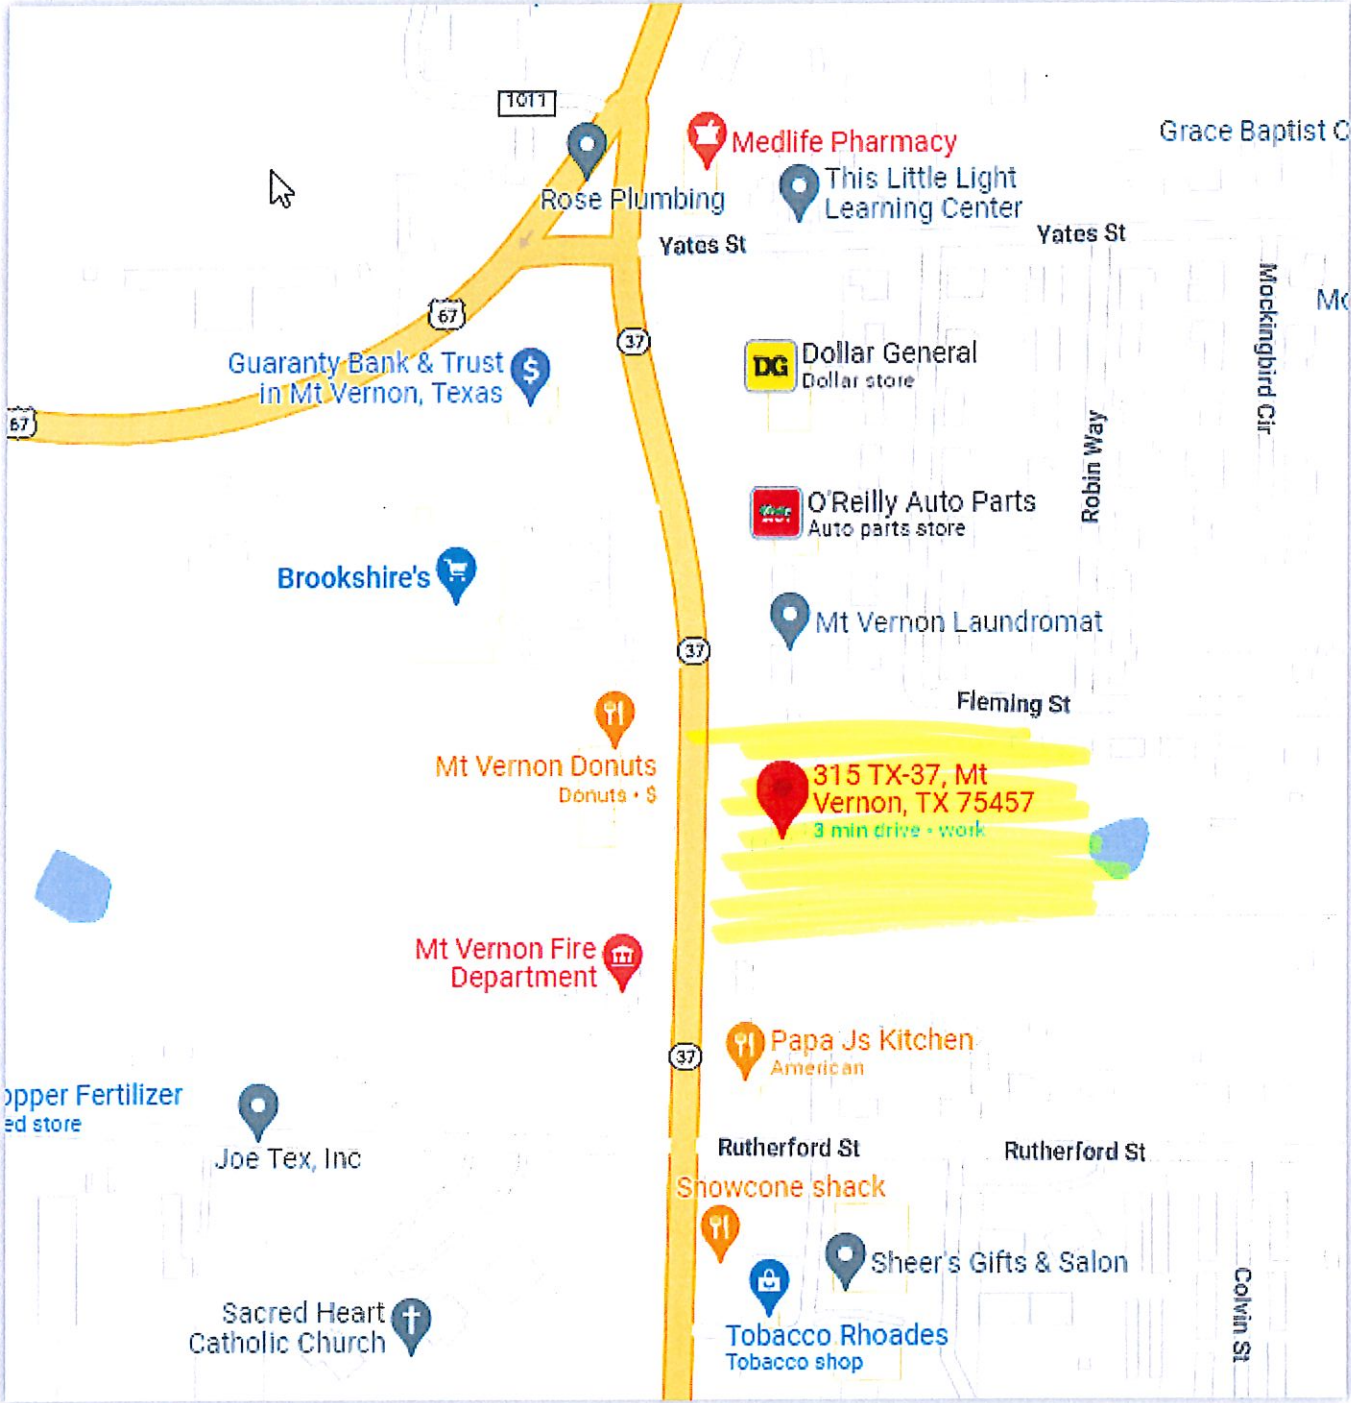 1011
Medlife Pharmacy
Grace Baptist C
This Little Light
Learning Center
Rose Plumbing
Yates St
Yates St
Mockingbird Cir
Mo
67
37
Guaranty Bank & Trust
in Mt Vernon, Texas
$
DG
Dollar General
Dollar store
67
Robin Way
O'Reilly Auto Parts
Auto parts store
Brookshire's
Mt Vernon Laundromat
37
Fleming St
Mt Vernon Donuts
Donuts • $
315 TX-37, Mt
Vernon, TX 75457
3 min drive • work
Mt Vernon Fire
Department
37
Papa Js Kitchen
American
opper Fertilizer
ed store
Joe Tex, Inc
Rutherford St
Rutherford St
Snowcone shack
Sheer's Gifts & Salon
Colvin St
Sacred Heart
Catholic Church
Tobacco Rhoades
Tobacco shop